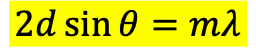 2𝑑 sin 𝜃 = 𝑚𝜆